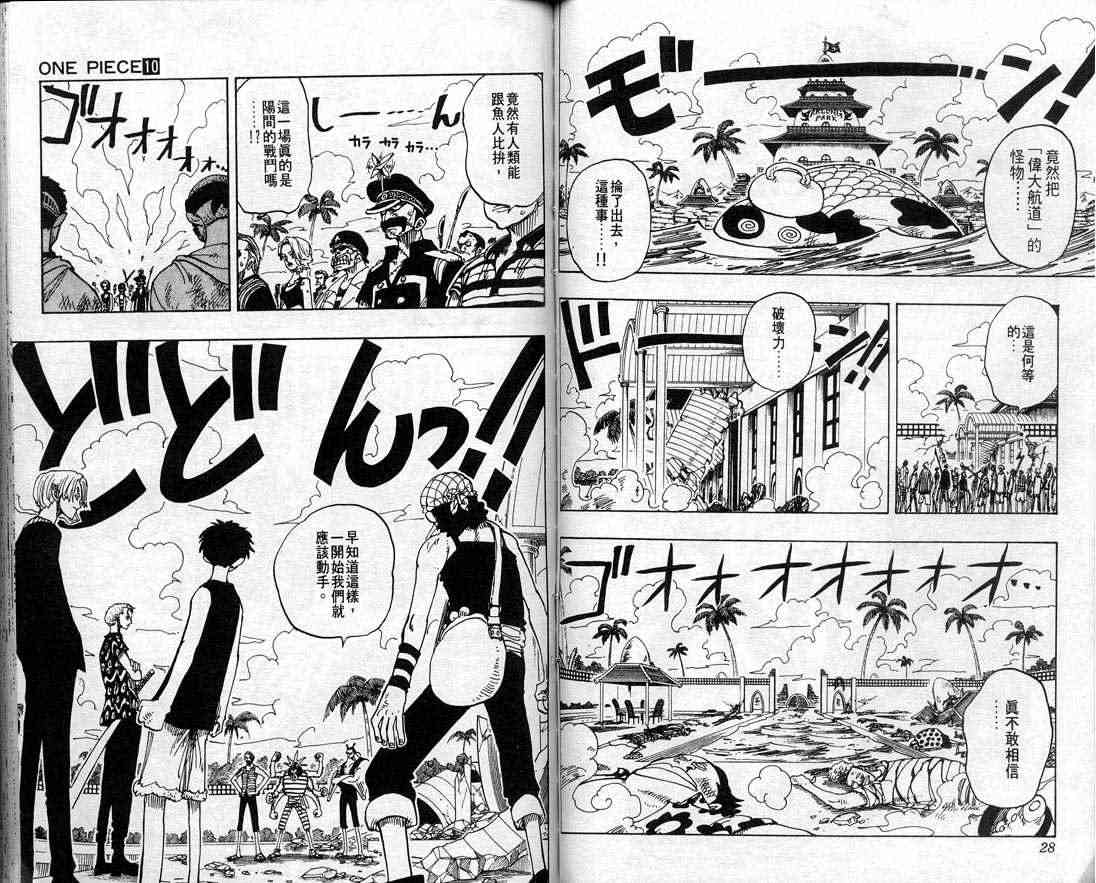 モーーン!
竟然把
「偉大航道」的
怪物……
掄了出去，
這種事……!!
ARLONG
PARK
這是何等
的…
破壞力……
ドーーン!!
ゴオオオオオオオ…
真不敢相信
……
28
ONE PIECE 10
竟然有人類能
跟魚人比拚，
しーーん
カラ カラ カラ…
這一場真的是
陽間的戰鬥嗎
……!?
ゴオオオオオ…
どどんっ!!
早知道這樣，
一開始我們就
應該動手。